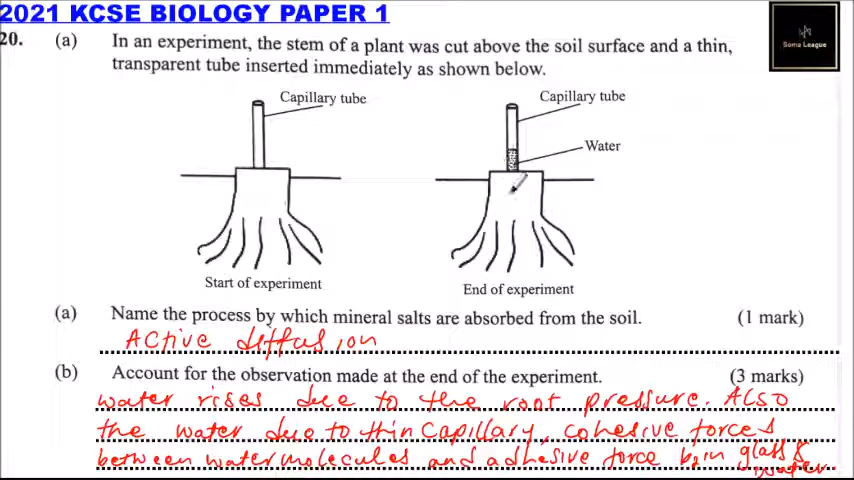 2021 KCSE BIOLOGY PAPER 1
20. (a) In an experiment, the stem of a plant was cut above the soil surface and a thin,
transparent tube inserted immediately as shown below.
Soma League
Capillary tube
Capillary tube
Water
Start of experiment
End of experiment
(a) Name the process by which mineral salts are absorbed from the soil. (1 mark)
Active diffusion
(b) Account for the observation made at the end of the experiment. (3 marks)
water rises due to the root pressure. Also
the water due to thin capillary, cohesive forces
between water molecules and adhesive force btn glass &
water